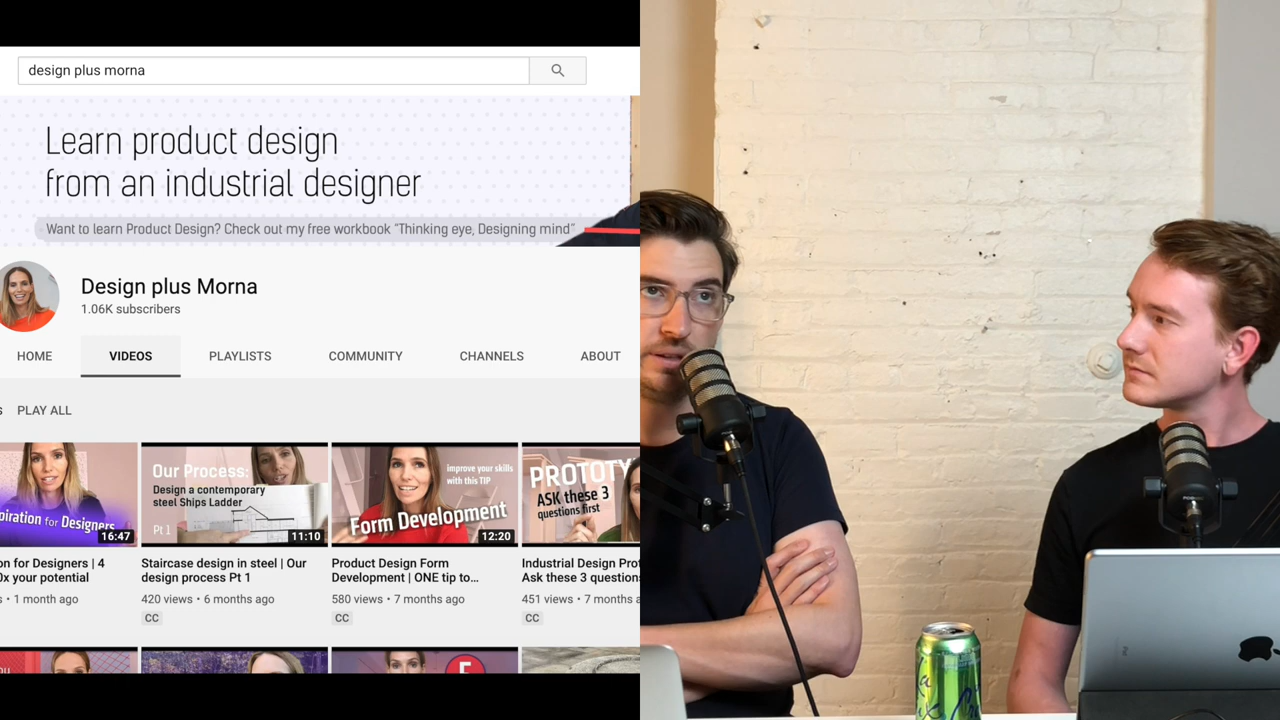 design plus morna
Learn product design
from an industrial designer
Want to learn Product Design? Check out my free workbook "Thinking eye, Designing mind"
Design plus Morna
1.06K subscribers
HOME
VIDEOS
PLAYLISTS
COMMUNITY
CHANNELS
ABOUT
s PLAY ALL
piration for Designers
16:47
Our Process:
Design a contemporary
steel Ships Ladder
Pt 1
11:10
improve your skills
with this TIP
Form Development
12:20
PROTOTY
ASK these 3
questions first
on for Designers | 4
0x your potential
s • 1 month ago
Staircase design in steel | Our
design process Pt 1
420 views • 6 months ago
CC
Product Design Form
Development | ONE tip to...
580 views • 7 months ago
CC
Industrial Design Prot
Ask these 3 questions
451 views • 7 months a
CC
La
Croix
iPad